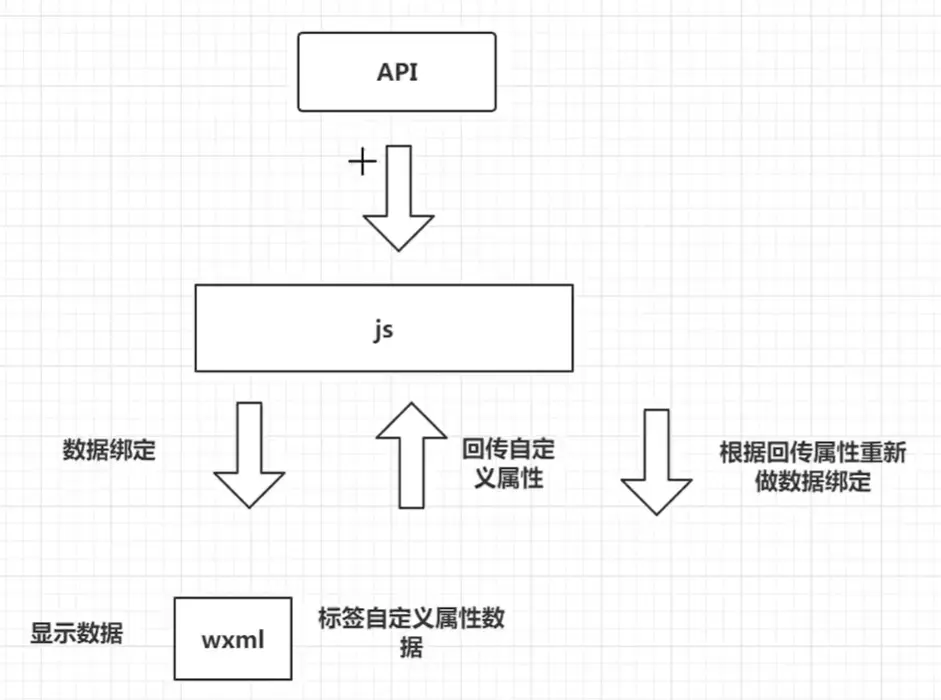 API
js
数据绑定
回传自定
义属性
根据回传属性重新
做数据绑定
显示数据
wxml
标签自定义属性数
据